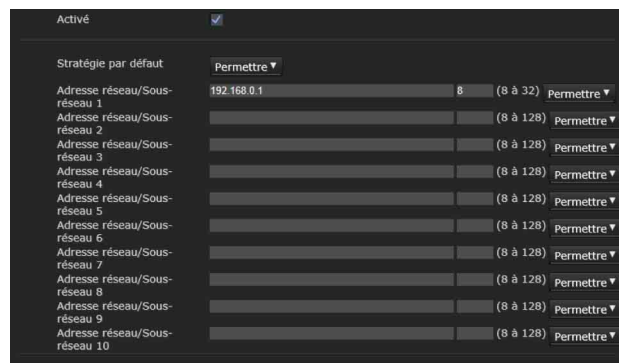 Activé
Stratégie par défaut Permettre
Adresse réseau/Sous-
réseau 1
192.168.0.1 8 (8 à 32) Permettre
Adresse réseau/Sous-
réseau 2
(8 à 128) Permettre
Adresse réseau/Sous-
réseau 3
(8 à 128) Permettre
Adresse réseau/Sous-
réseau 4
(8 à 128) Permettre
Adresse réseau/Sous-
réseau 5
(8 à 128) Permettre
Adresse réseau/Sous-
réseau 6
(8 à 128) Permettre
Adresse réseau/Sous-
réseau 7
(8 à 128) Permettre
Adresse réseau/Sous-
réseau 8
(8 à 128) Permettre
Adresse réseau/Sous-
réseau 9
(8 à 128) Permettre
Adresse réseau/Sous-
réseau 10
(8 à 128) Permettre